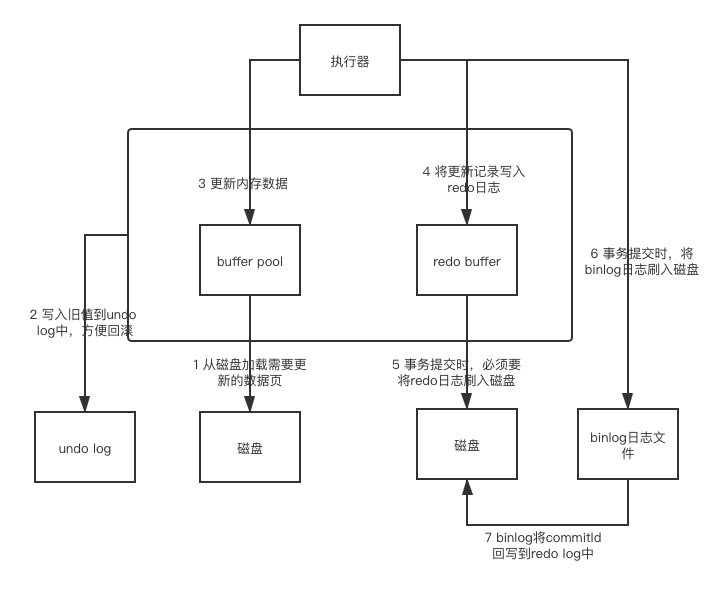 执行器
3 更新内存数据
4 将更新记录写入
redo日志
buffer pool
redo buffer
6 事务提交时，将
binlog日志刷入磁盘
2 写入旧值到undo
log中，方便回滚
1 从磁盘加载需要更
新的数据页
5 事务提交时，必须要
将redo日志刷入磁盘
undo log
磁盘
磁盘
binlog日志文
件
7 binlog将commitId
回写到redo log中